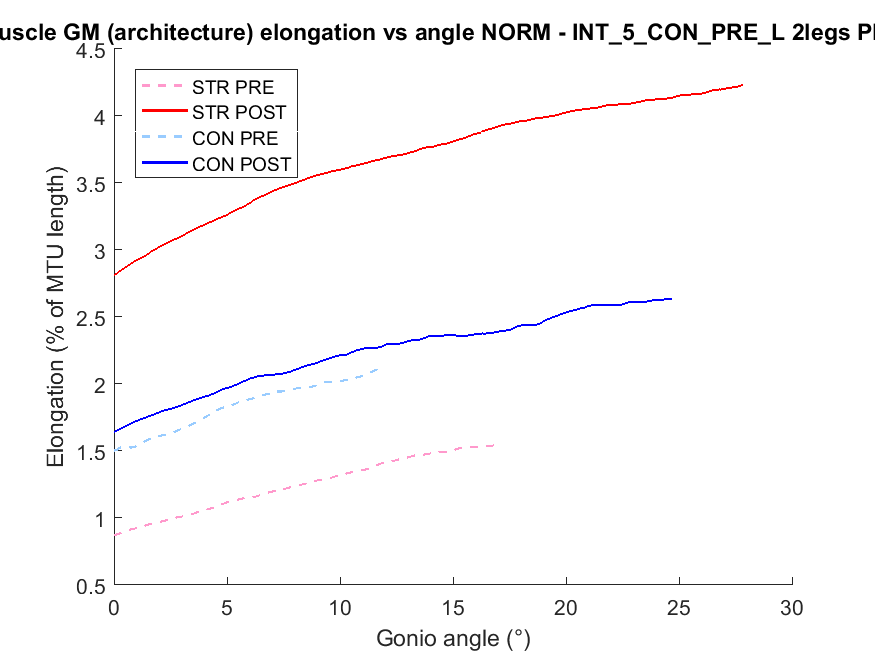 uscle GM (architecture) elongation vs angle NORM - INT_5_CON_PRE_L 2legs P
4.5
4
3.5
3
2.5
2
1.5
1
0.5
Elongation (% of MTU length)
STR PRE
STR POST
CON PRE
CON POST
0 5 10 15 20 25 30
Gonio angle (°)